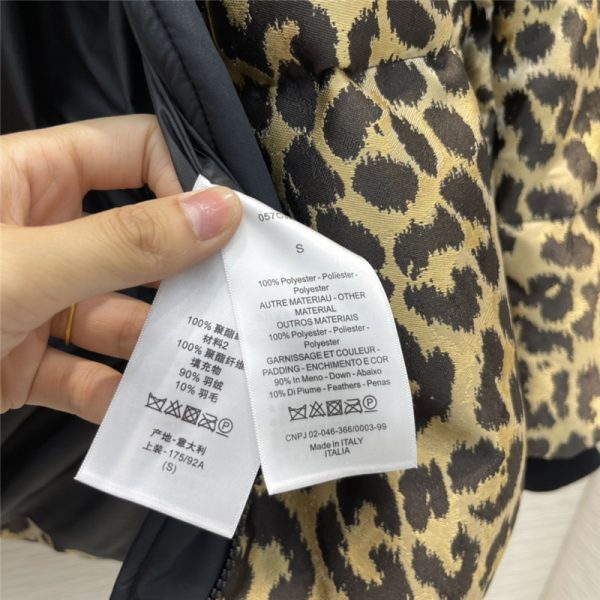 057C
S
100% Polyester - Poliester -
Polyester
AUTRE MATERIAU - OTHER
MATERIAL
OUTROS MATERIAIS
100% Polyester - Poliester -
Polyester
GARNISSAGE ET COULEUR -
PADDING - ENCHIMENTO E COR
90% In Meno - Down - Abaixo
10% Di Piume - Feathers - Penas
CNPJ 02-046-366/0003-99
Made in ITALY
ITALIA
100% 聚酯纤
材料2
100% 聚酯纤维
填充物
90% 羽绒
10% 羽毛
产地-意大利
上装-175/92A
(S)